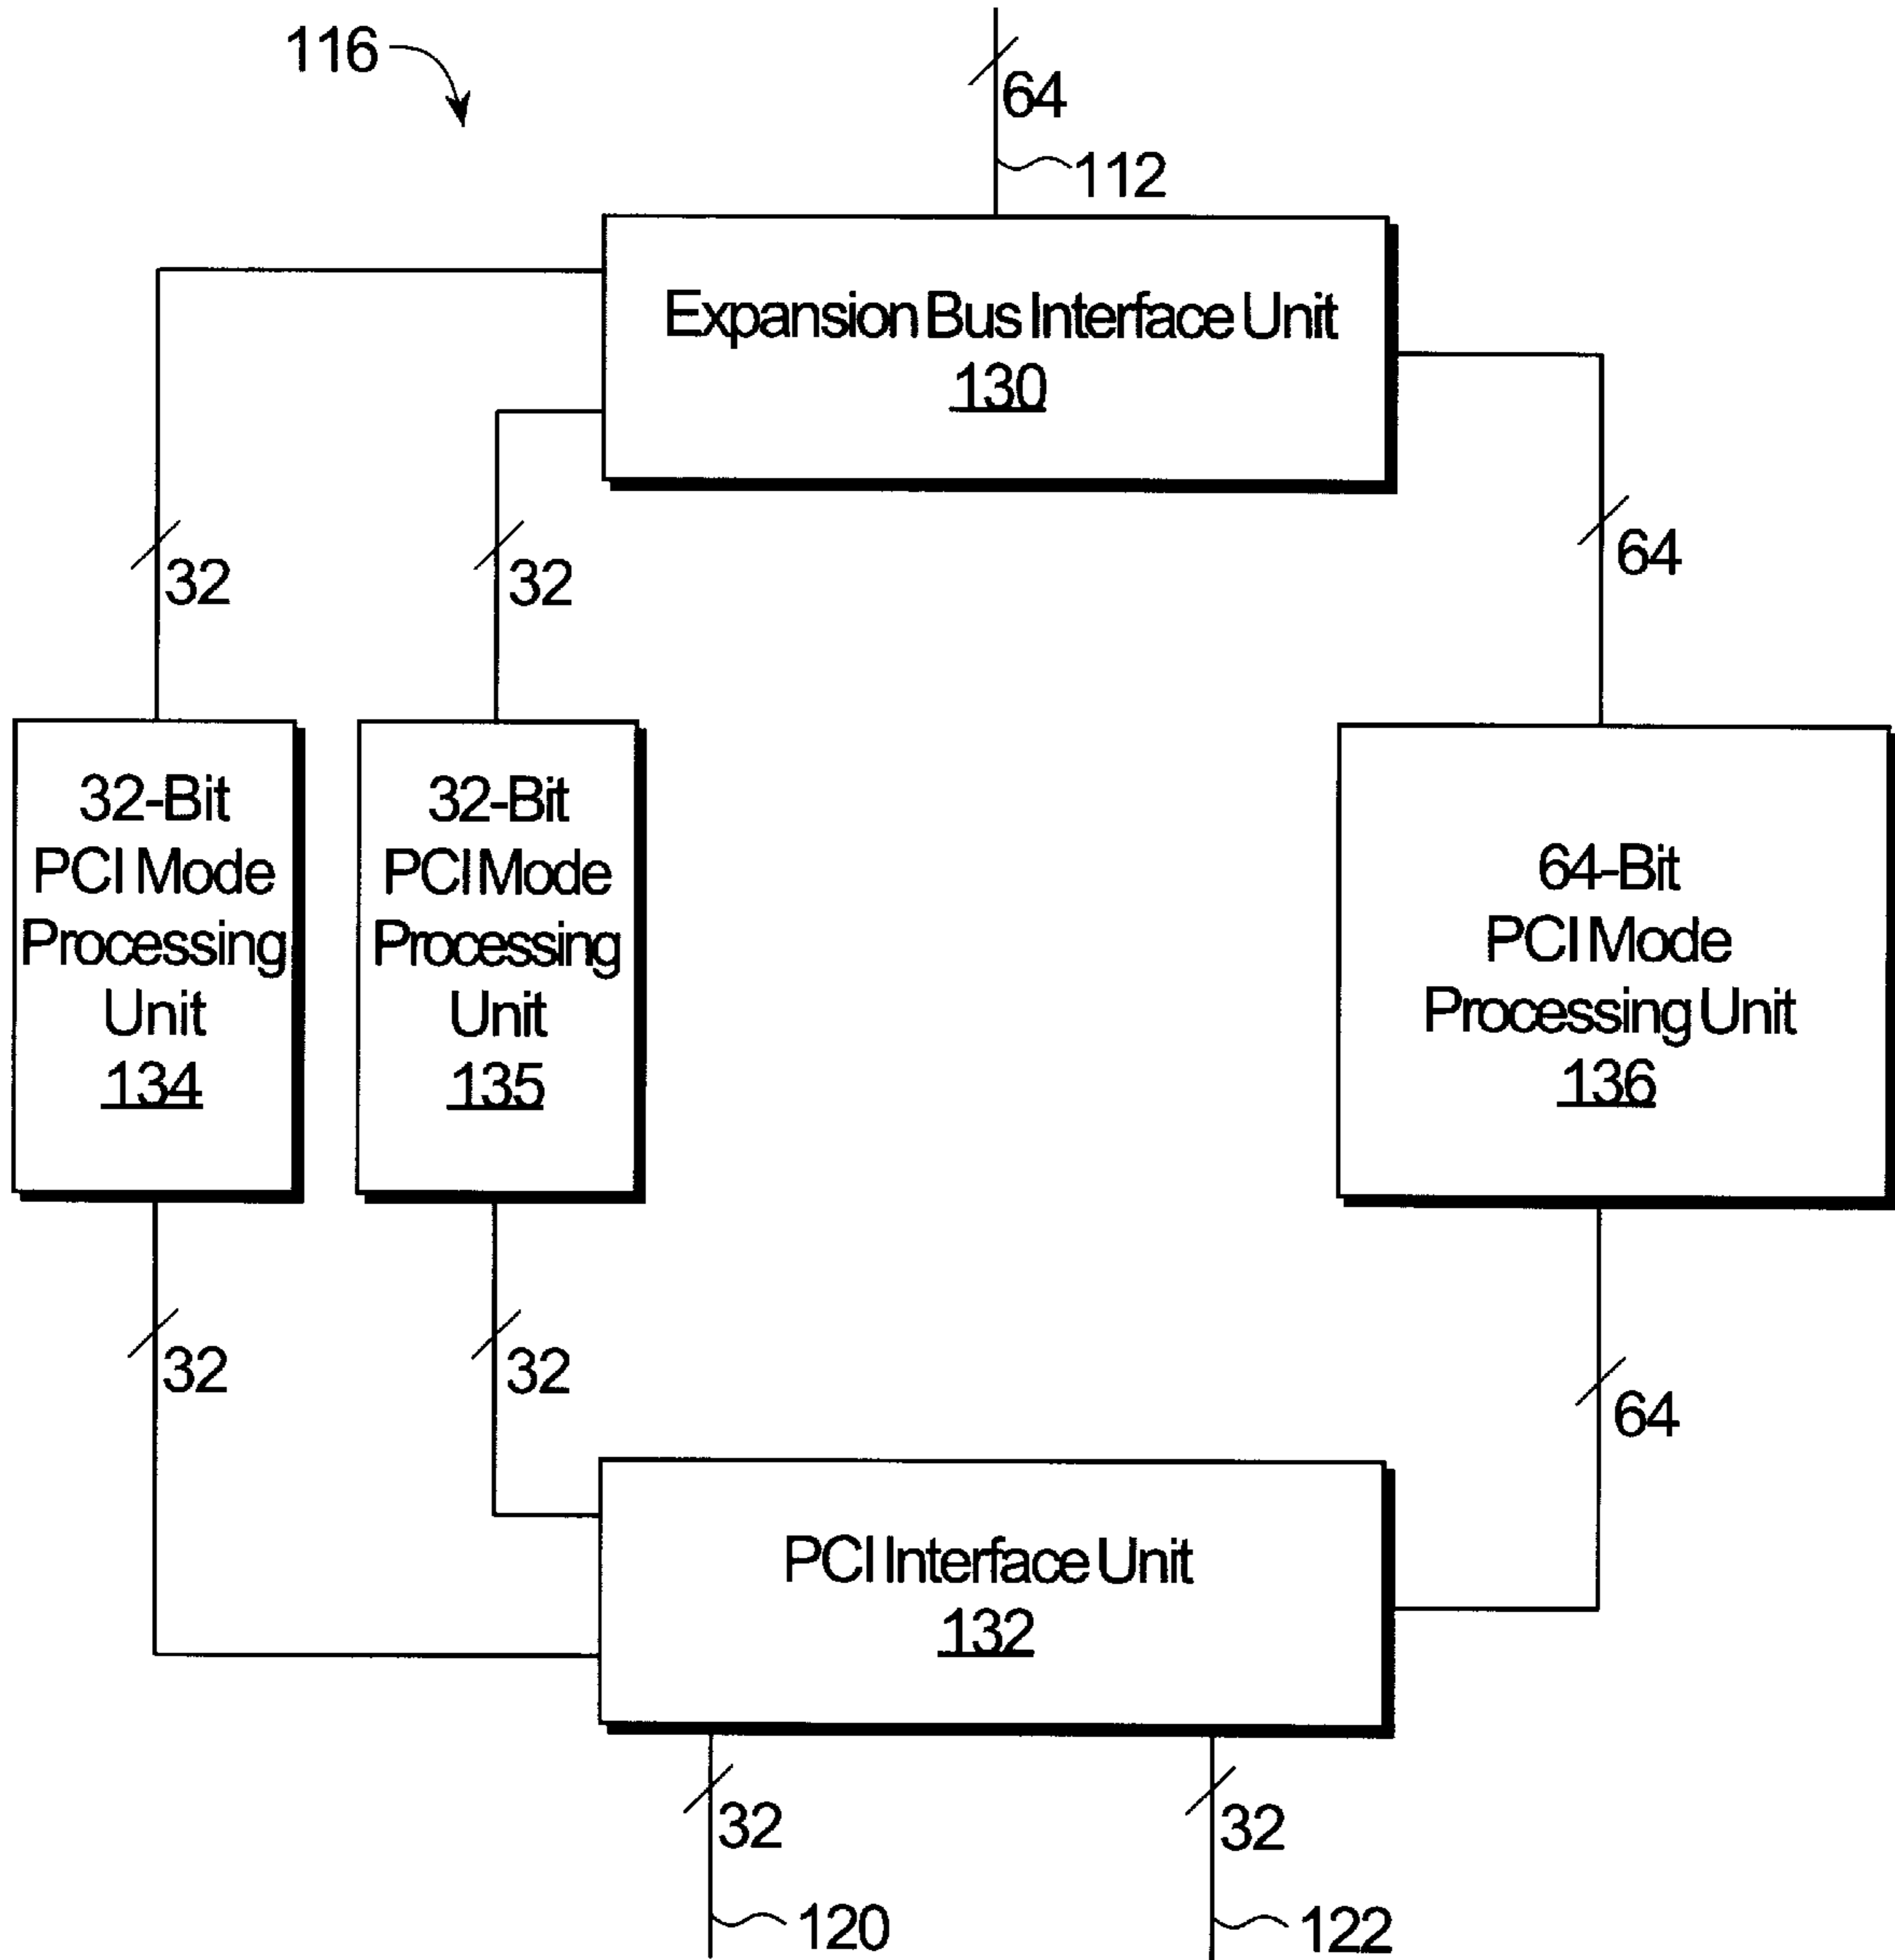 116
64
112
Expansion Bus Interface Unit
130
32
32
64
32-Bit
PCI Mode
Processing
Unit
134
32-Bit
PCI Mode
Processing
Unit
135
64-Bit
PCI Mode
Processing Unit
136
32
32
64
PCI Interface Unit
132
32
32
120
122